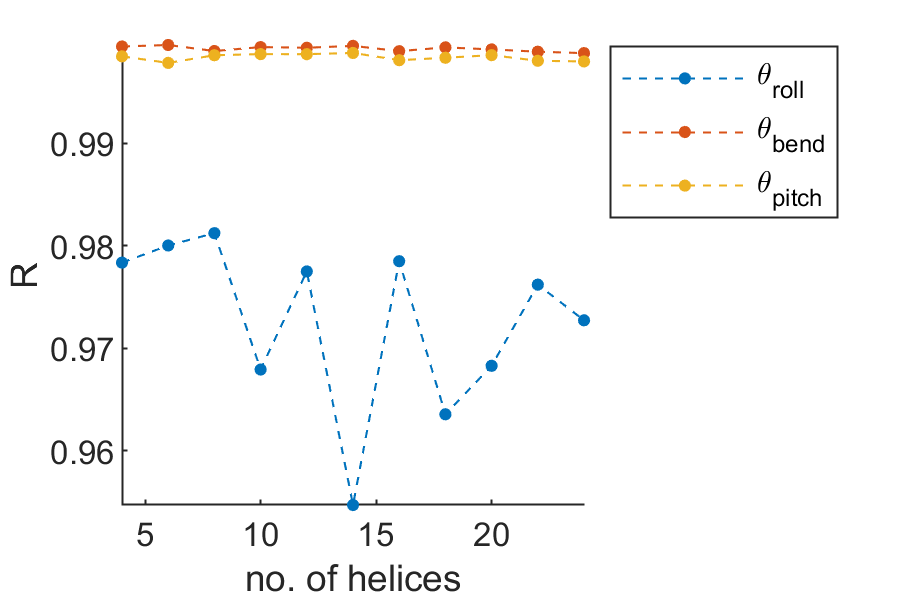 0.99
0.98
0.97
0.96
R
5 10 15 20
no. of helices
θroll
θbend
θpitch